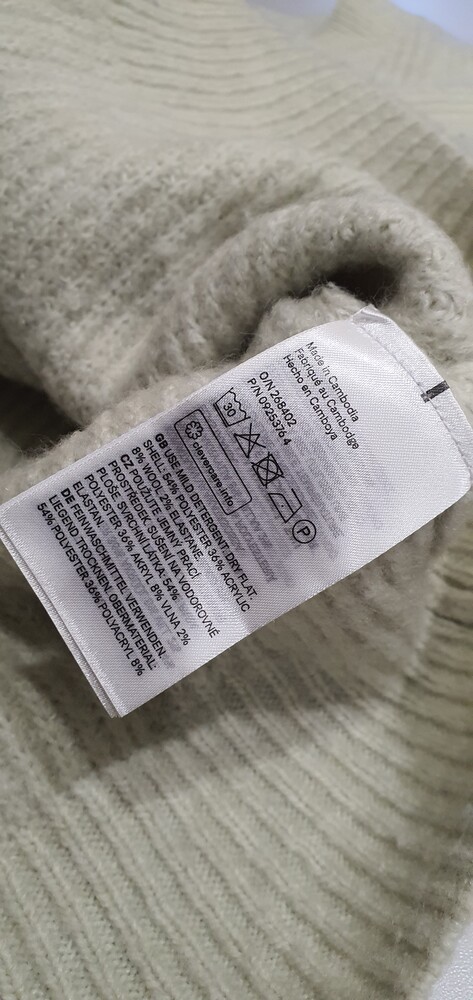 Made in Cambodia
Fabriqué au Cambodge
Hecho en Camboya
O/N 268402
P/N 0925376 4
30
P
clevercare.info
GB USE MILD DETERGENT. DRY FLAT.
SHELL: 54% POLYESTER 36% ACRYLIC
8% WOOL 2% ELASTANE.
CZ POUŽIJTE JEMNÝ PRACÍ
PROSTŘEDEK. SUŠENÍ NA VODOROVNÉ
PLOŠE. SVRCHNÍ LÁTKA: 54%
POLYESTER 36% AKRYL 8% VLNA 2%
ELASTAN.
DE FEINWASCHMITTEL VERWENDEN.
LIEGEND TROCKNEN. OBERMATERIAL:
54% POLYESTER 36% POLYACRYL 8%